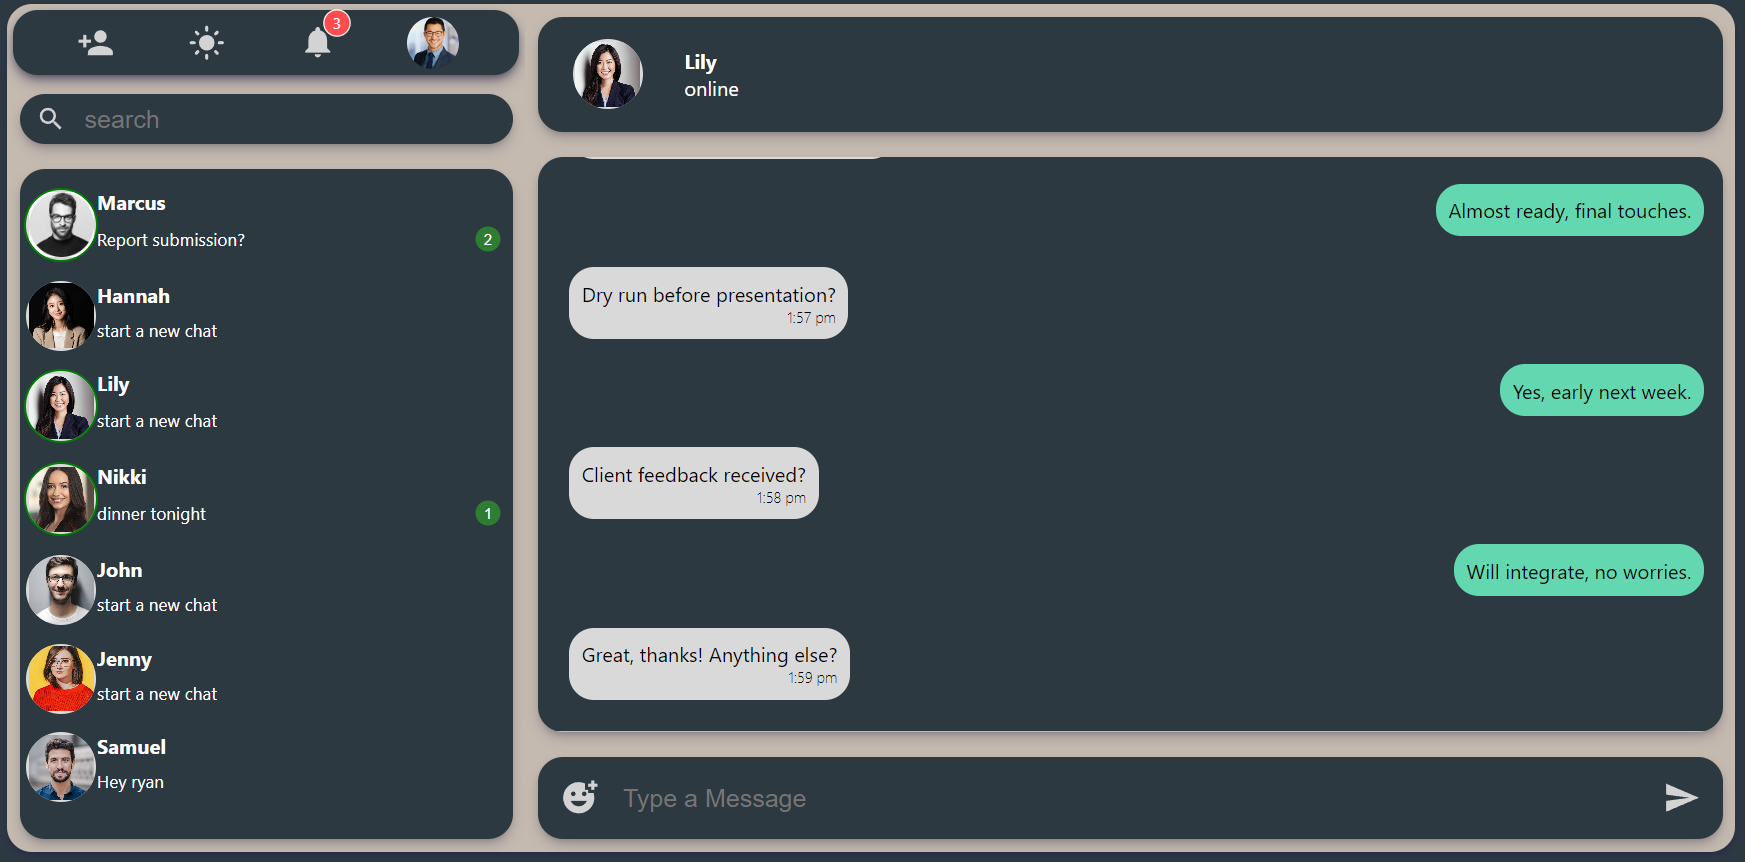 3
search
Marcus
Report submission?
2
Hannah
start a new chat
Lily
start a new chat
Nikki
dinner tonight
1
John
start a new chat
Jenny
start a new chat
Samuel
Hey ryan
Lily
online
Almost ready, final touches.
Dry run before presentation?
1:57 pm
Yes, early next week.
Client feedback received?
1:58 pm
Will integrate, no worries.
Great, thanks! Anything else?
1:59 pm
Type a Message